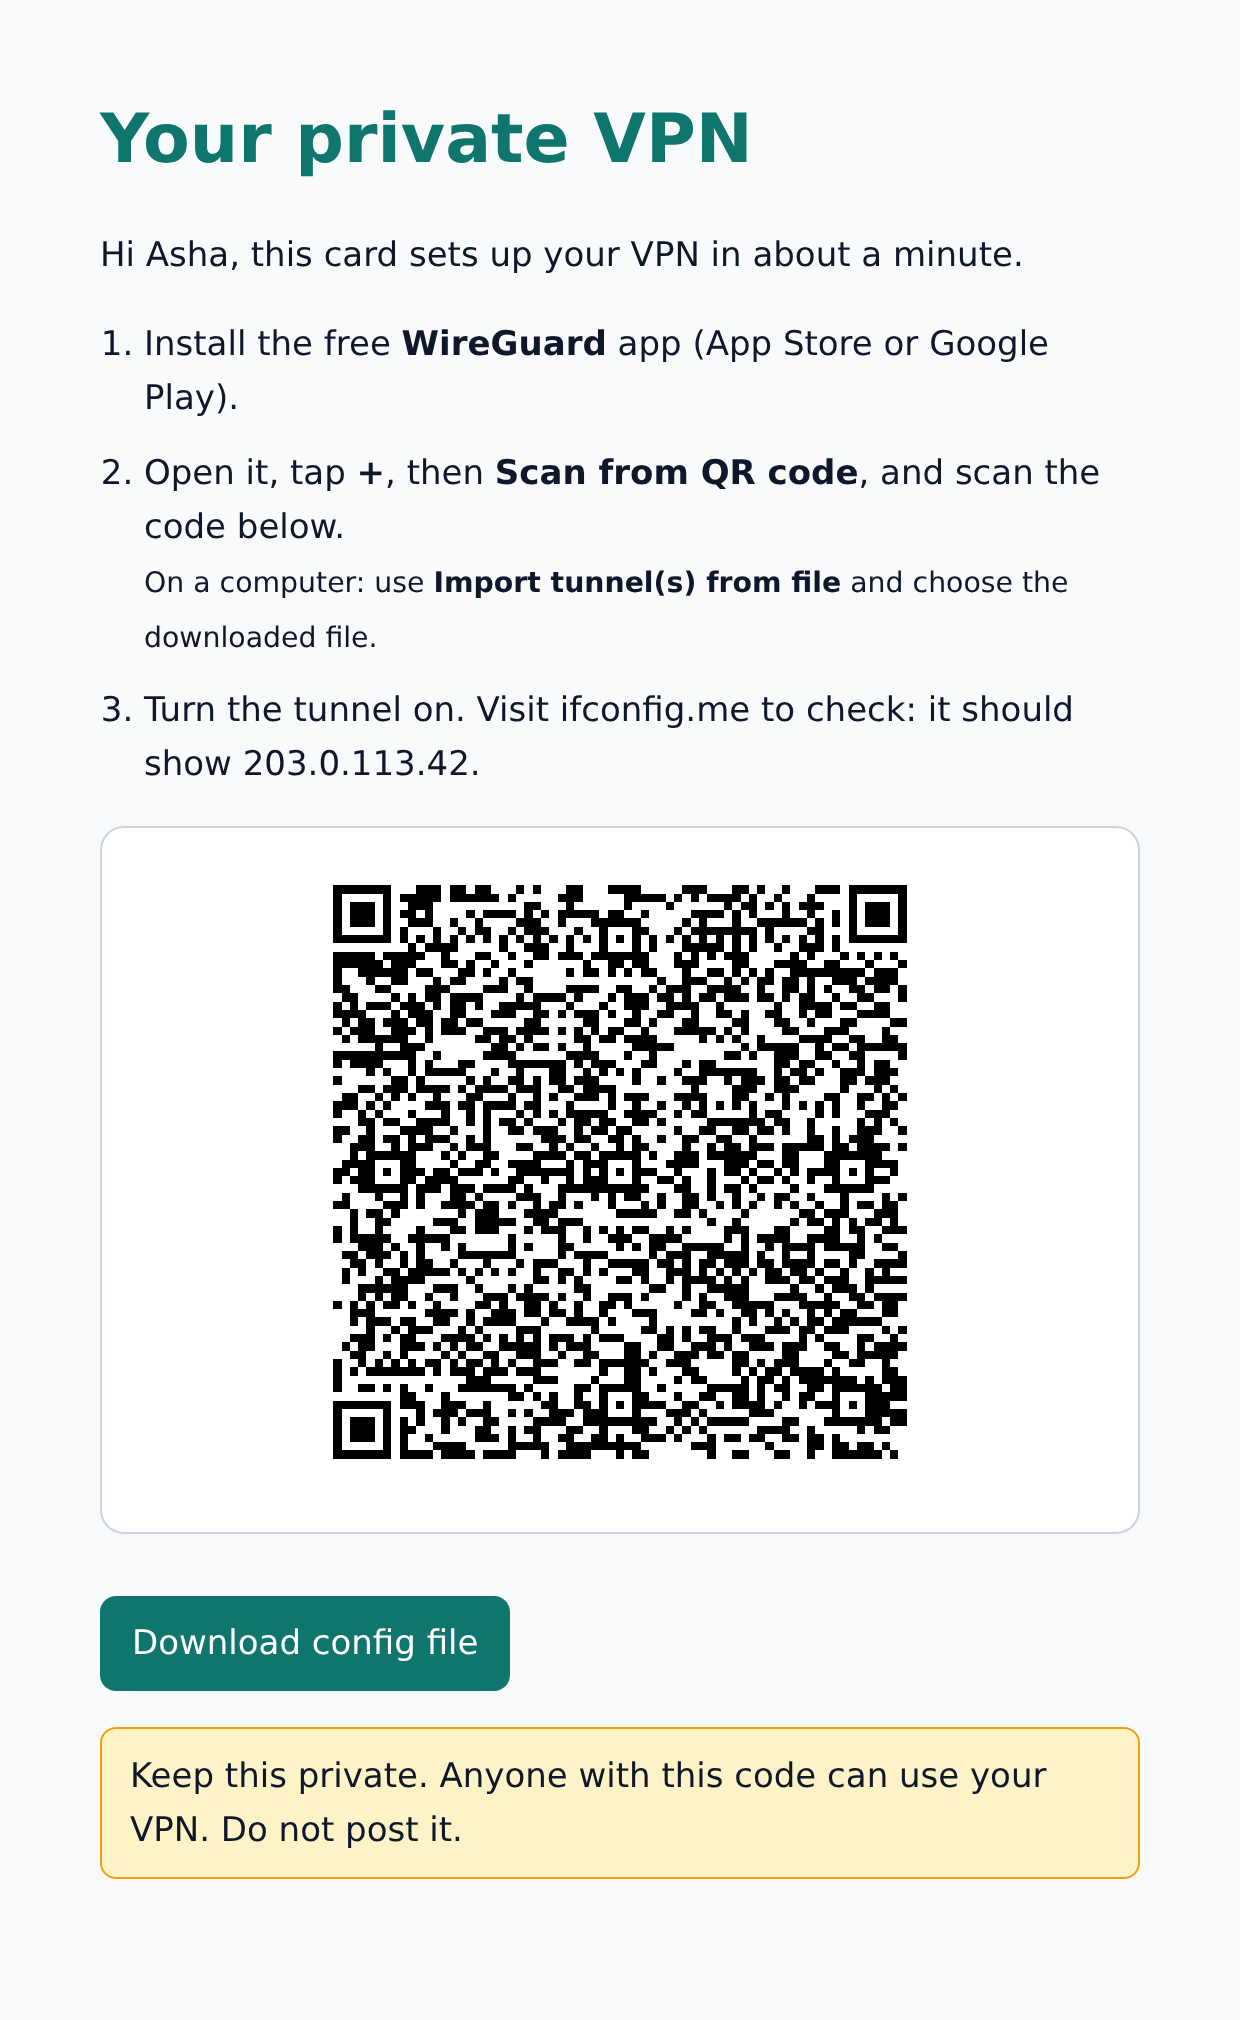 Your private VPN
Hi Asha, this card sets up your VPN in about a minute.
1. Install the free WireGuard app (App Store or Google
Play).
2. Open it, tap +, then Scan from QR code, and scan the
code below.
On a computer: use Import tunnel(s) from file and choose the
downloaded file.
3. Turn the tunnel on. Visit ifconfig.me to check: it should
show 203.0.113.42.
Download config file
Keep this private. Anyone with this code can use your
VPN. Do not post it.